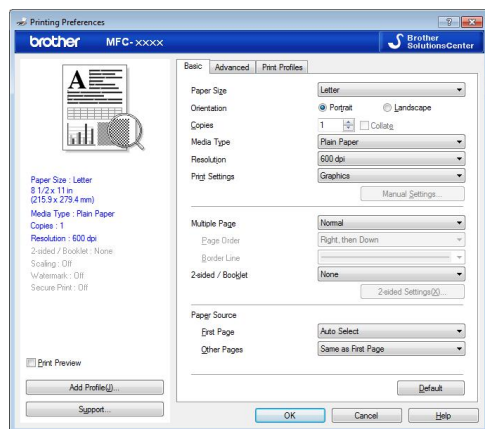 Printing Preferences
brother MFC-xxxx
Brother
SolutionsCenter
Basic Advanced Print Profiles
Paper Size Letter
Orientation Portrait Landscape
Copies 1 Collate
Media Type Plain Paper
Resolution 600 dpi
Print Settings Graphics
Manual Settings...
Multiple Page Normal
Page Order Right, then Down
Border Line
2-sided / Booklet None
2-sided Settings(X)...
Paper Source
First Page Auto Select
Other Pages Same as First Page
Default
ABC
Paper Size : Letter
8 1/2 x 11 in
(215.9 x 279.4 mm)
Media Type : Plain Paper
Copies : 1
Resolution : 600 dpi
2-sided / Booklet : None
Scaling : Off
Watermark : Off
Secure Print : Off
Print Preview
Add Profile(J)...
Support...
OK Cancel Help